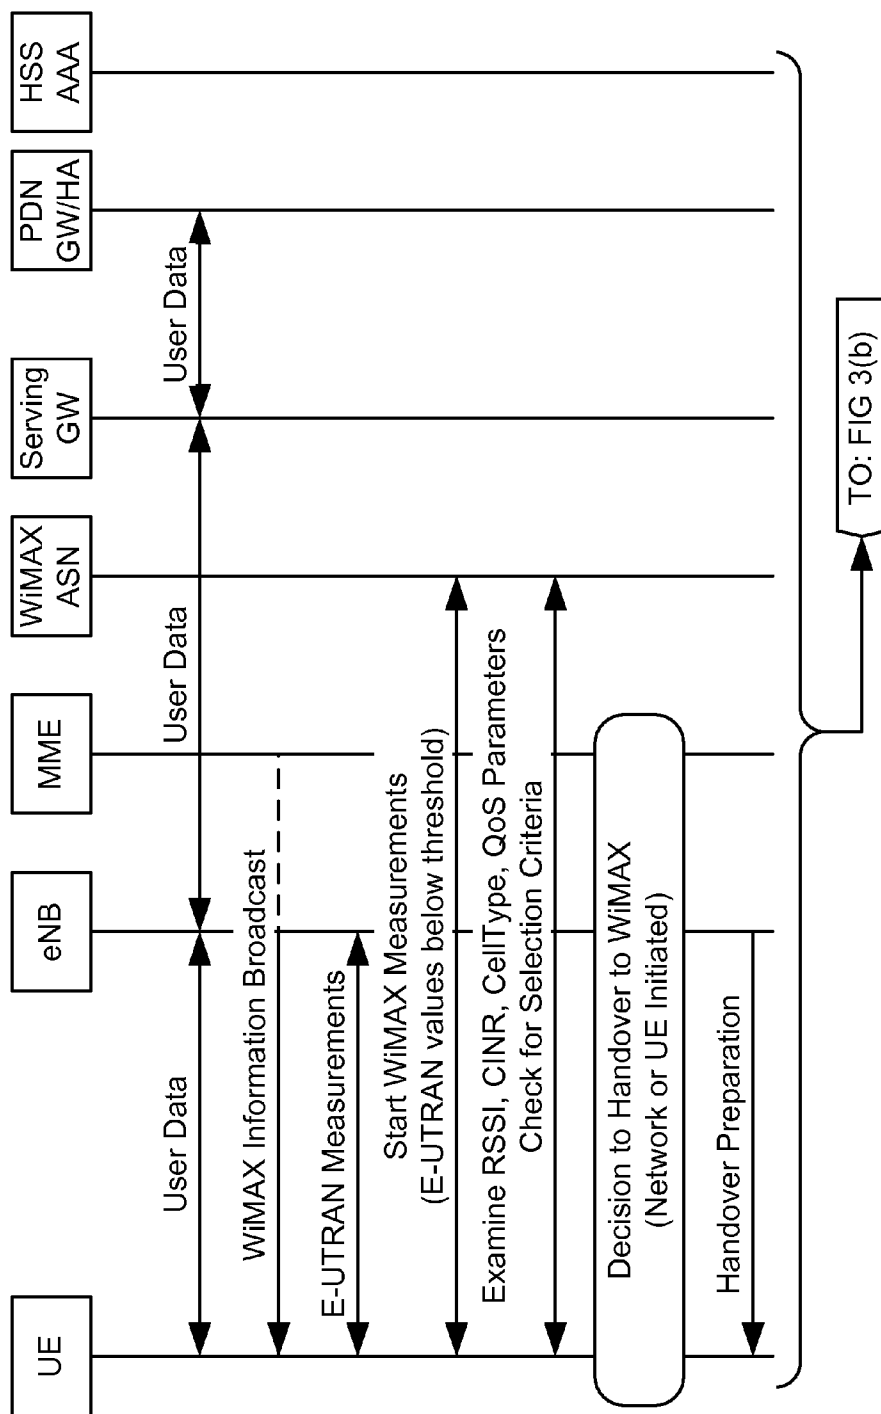 UE
eNB
MME
WiMAX
ASN
Serving
GW
PDN
GW/HA
HSS
AAA
User Data
User Data
User Data
WiMAX Information Broadcast
E-UTRAN Measurements
Start WiMAX Measurements
(E-UTRAN values below threshold)
Examine RSSI, CINR, CellType, QoS Parameters
Check for Selection Criteria
Decision to Handover to WiMAX
(Network or UE Initiated)
Handover Preparation
TO: FIG 3(b)